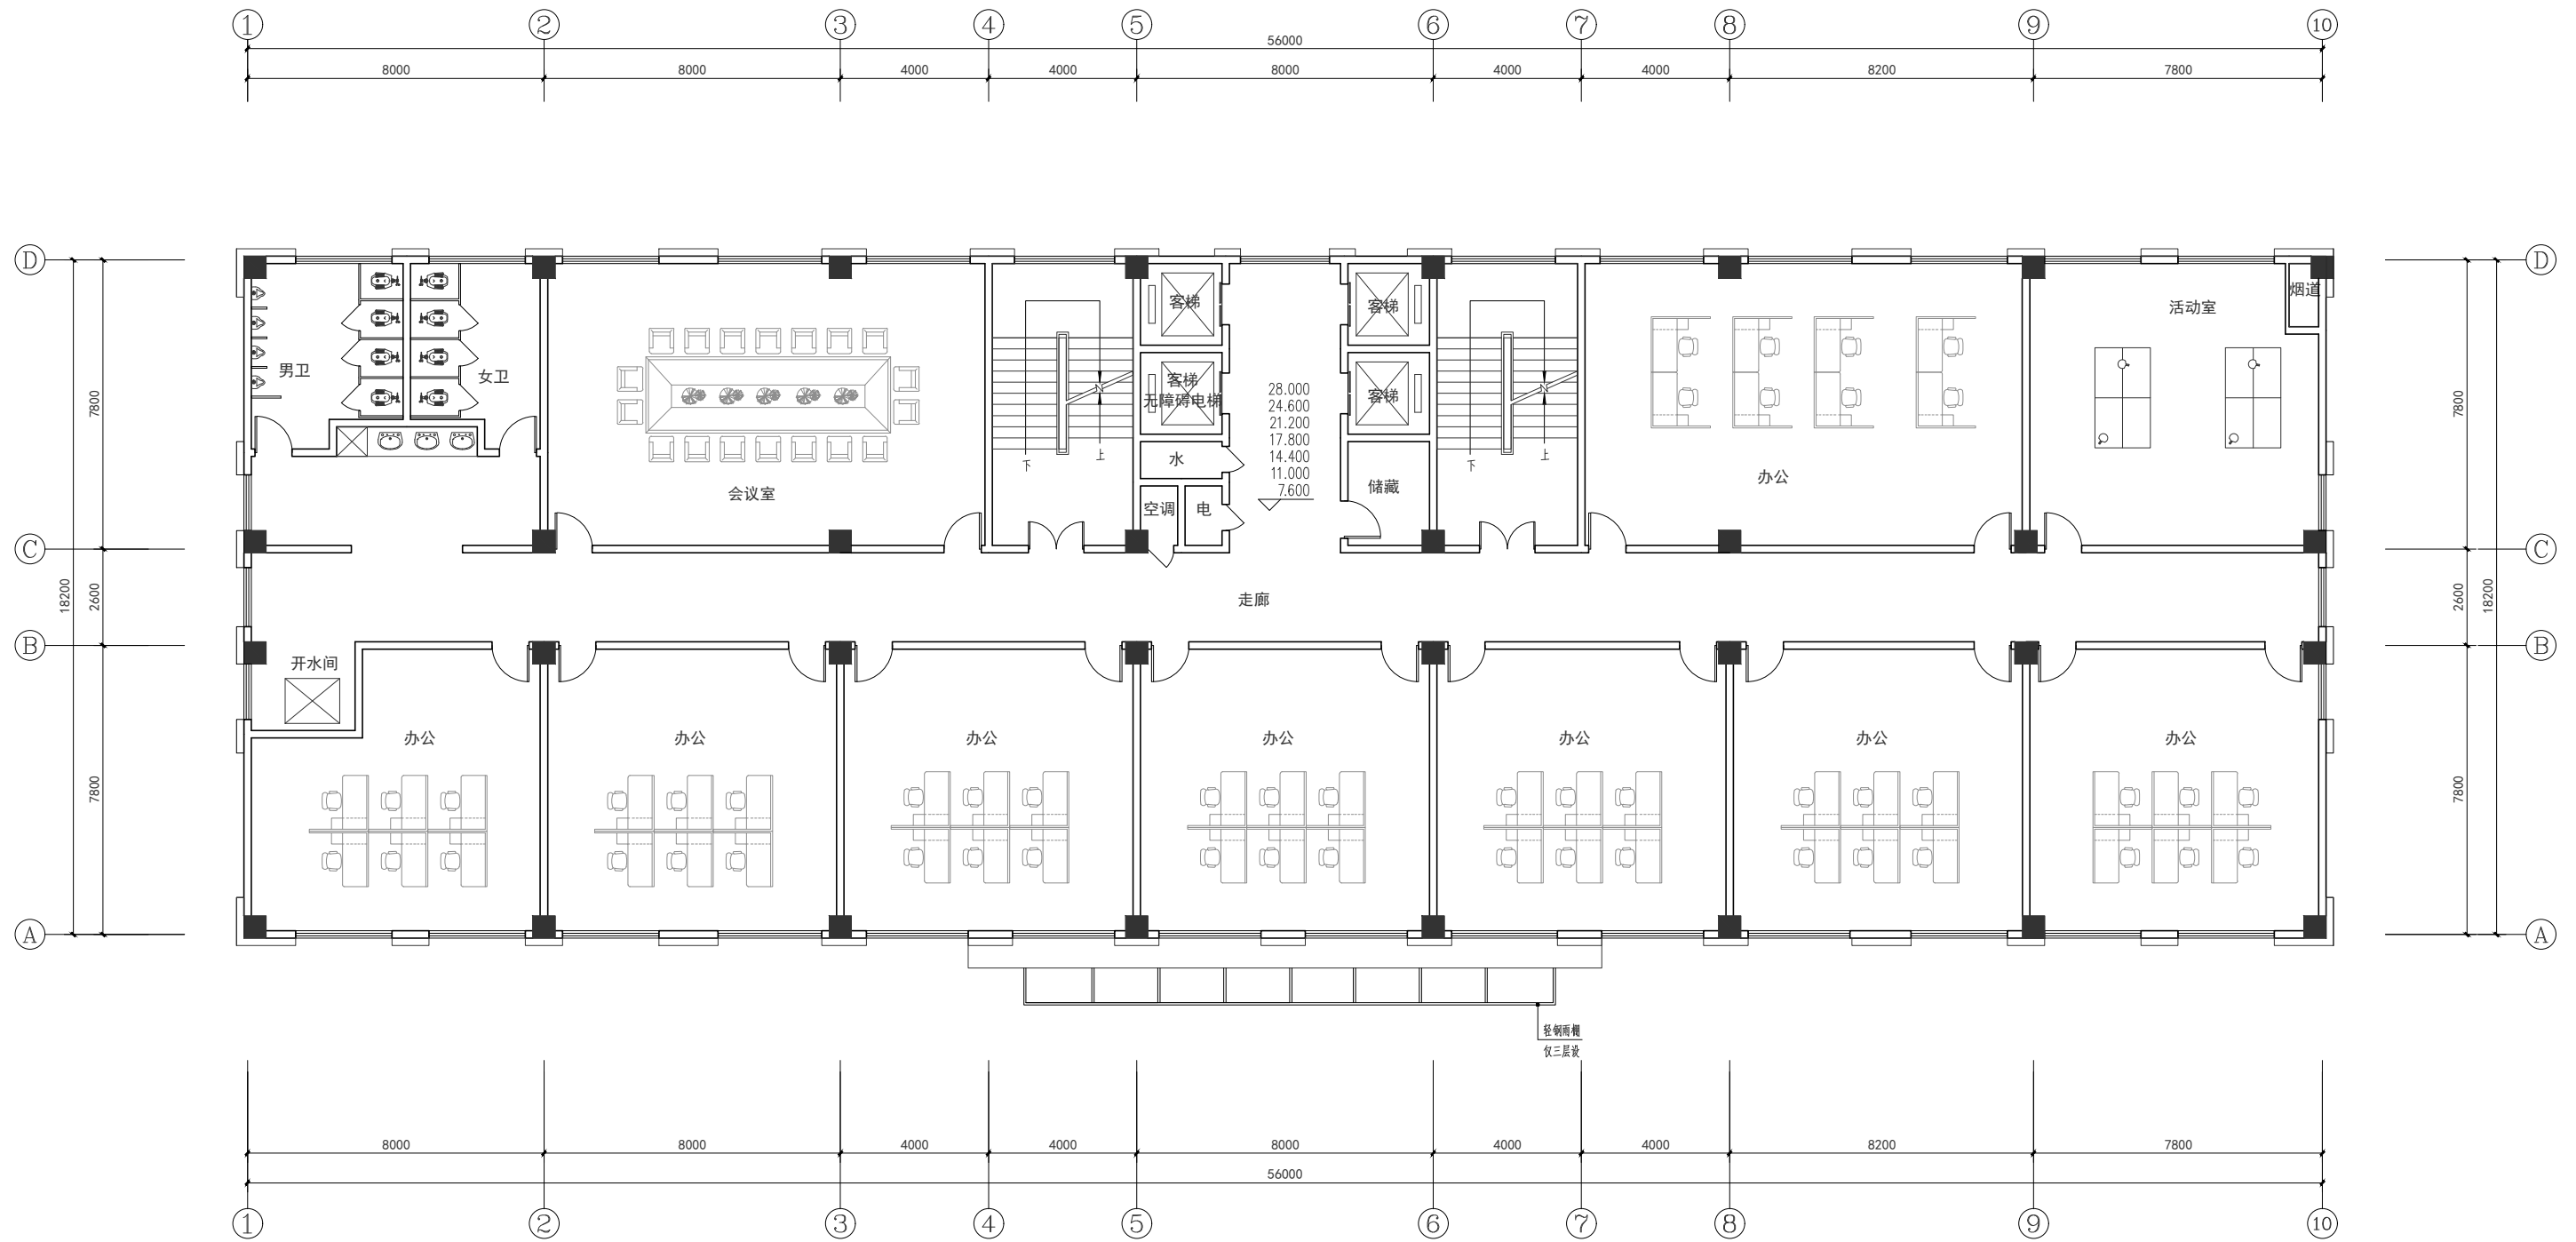 1 2 3 4 5 6 7 8 9 10
56000
8000 8000 4000 4000 8000 4000 4000 8200 7800
D D
烟道
客梯 客梯 活动室
男卫 女卫 客梯 客梯
无障碍电梯
28.000
24.600
21.200
17.800
14.400
11.000
7.600
7800 7800
下 上 水 下 上
会议室 储藏 办公
空调 电
C C
18200 2600 走廊 2600 18200
B B
开水间
办公 办公 办公 办公 办公 办公 办公
7800 7800
A A
轻钢雨棚
仅三层设
8000 8000 4000 4000 8000 4000 4000 8200 7800
56000
1 2 3 4 5 6 7 8 9 10